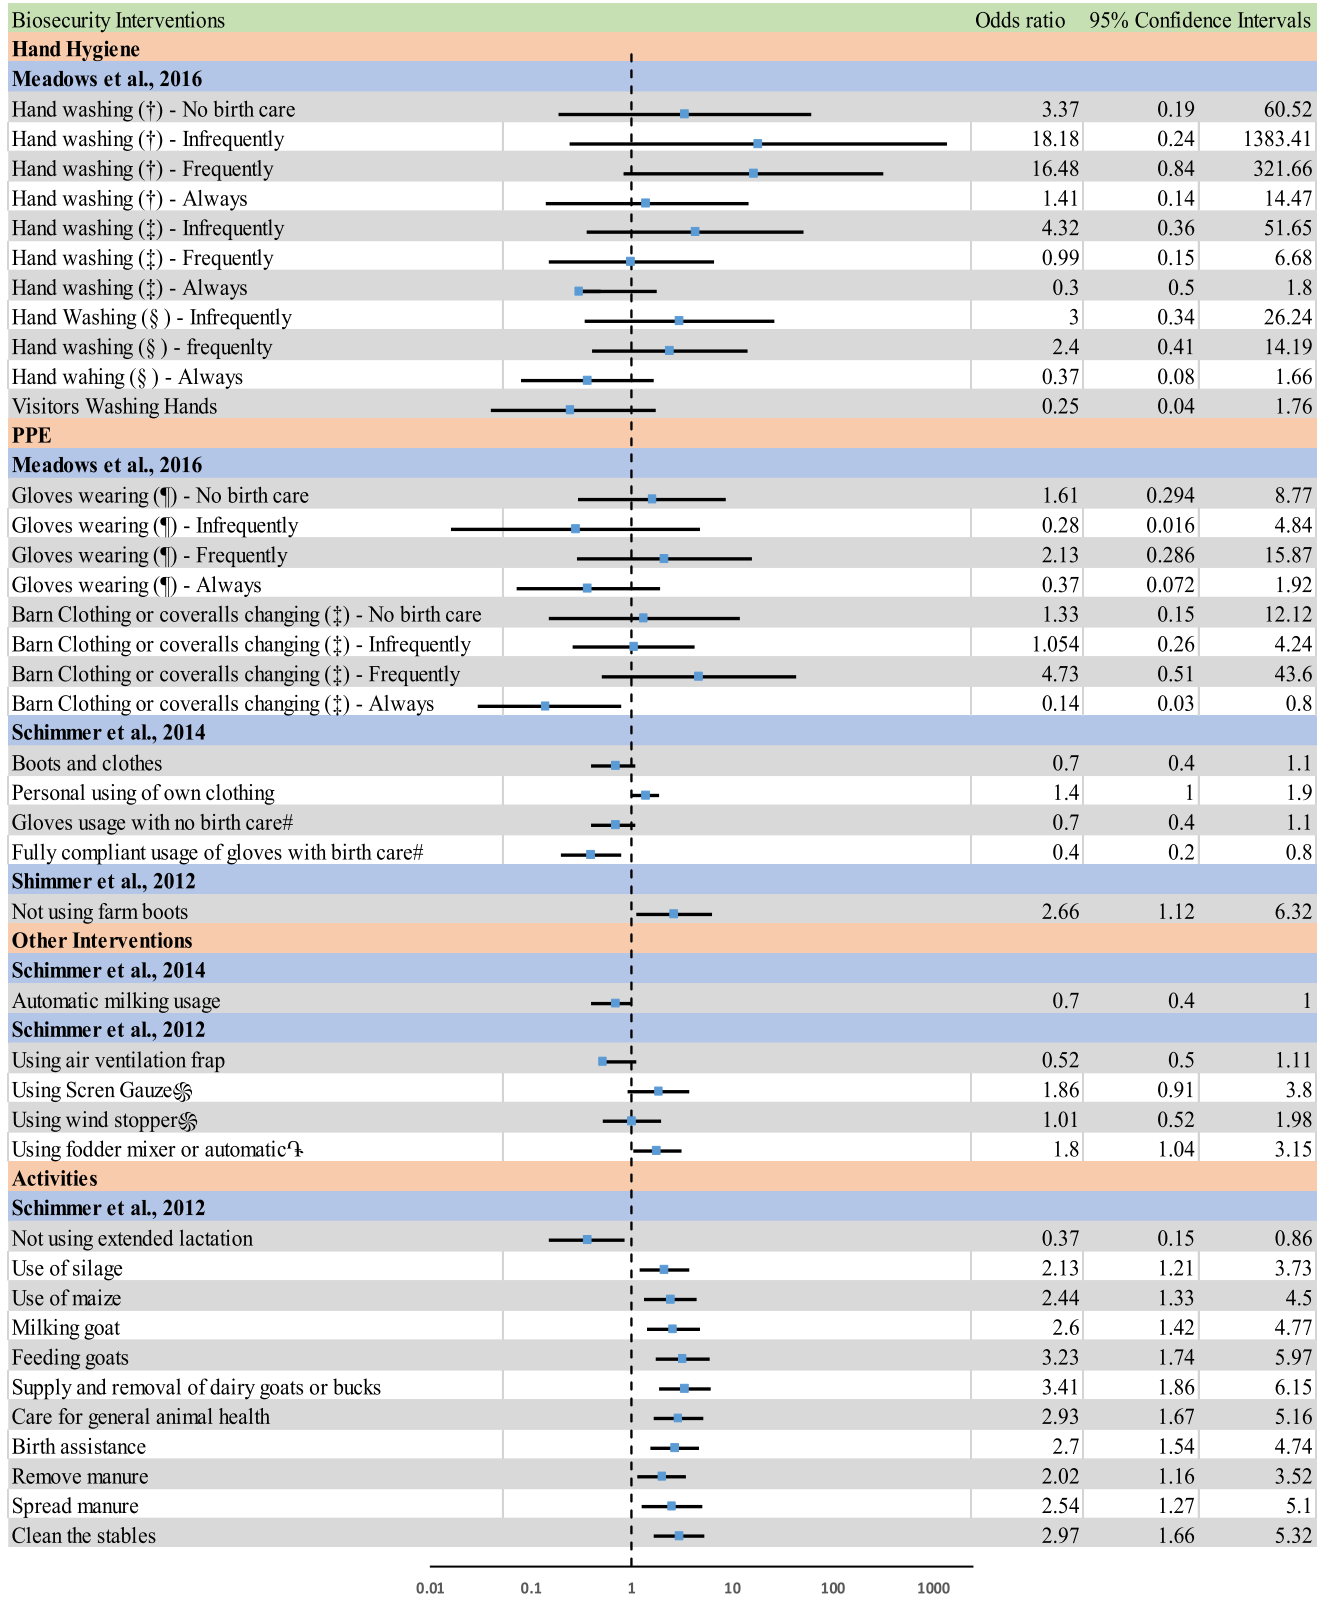 Biosecurity Interventions Odds ratio 95% Confidence Intervals
Hand Hygiene
Meadows et al., 2016
Hand washing (†) - No birth care 3.37 0.19 60.52
Hand washing (†) - Infrequently 18.18 0.24 1383.41
Hand washing (†) - Frequently 16.48 0.84 321.66
Hand washing (†) - Always 1.41 0.14 14.47
Hand washing (‡) - Infrequently 4.32 0.36 51.65
Hand washing (‡) - Frequently 0.99 0.15 6.68
Hand washing (‡) - Always 0.3 0.5 1.8
Hand Washing (§ ) - Infrequently 3 0.34 26.24
Hand washing (§ ) - frequenlty 2.4 0.41 14.19
Hand wahing (§ ) - Always 0.37 0.08 1.66
Visitors Washing Hands 0.25 0.04 1.76
PPE
Meadows et al., 2016
Gloves wearing (¶) - No birth care 1.61 0.294 8.77
Gloves wearing (¶) - Infrequently 0.28 0.016 4.84
Gloves wearing (¶) - Frequently 2.13 0.286 15.87
Gloves wearing (¶) - Always 0.37 0.072 1.92
Barn Clothing or coveralls changing (‡) - No birth care 1.33 0.15 12.12
Barn Clothing or coveralls changing (‡) - Infrequently 1.054 0.26 4.24
Barn Clothing or coveralls changing (‡) - Frequently 4.73 0.51 43.6
Barn Clothing or coveralls changing (‡) - Always 0.14 0.03 0.8
Schimmer et al., 2014
Boots and clothes 0.7 0.4 1.1
Personal using of own clothing 1.4 1 1.9
Gloves usage with no birth care# 0.7 0.4 1.1
Fully compliant usage of gloves with birth care# 0.4 0.2 0.8
Shimmer et al., 2012
Not using farm boots 2.66 1.12 6.32
Other Interventions
Schimmer et al., 2014
Automatic milking usage 0.7 0.4 1
Schimmer et al., 2012
Using air ventilation frap 0.52 0.5 1.11
Using Scren Gauze֍ 1.86 0.91 3.8
Using wind stopper֍ 1.01 0.52 1.98
Using fodder mixer or automatic 1.8 1.04 3.15
Activities
Schimmer et al., 2012
Not using extended lactation 0.37 0.15 0.86
Use of silage 2.13 1.21 3.73
Use of maize 2.44 1.33 4.5
Milking goat 2.6 1.42 4.77
Feeding goats 3.23 1.74 5.97
Supply and removal of dairy goats or bucks 3.41 1.86 6.15
Care for general animal health 2.93 1.67 5.16
Birth assistance 2.7 1.54 4.74
Remove manure 2.02 1.16 3.52
Spread manure 2.54 1.27 5.1
Clean the stables 2.97 1.66 5.32
0.01 0.1 1 10 100 1000